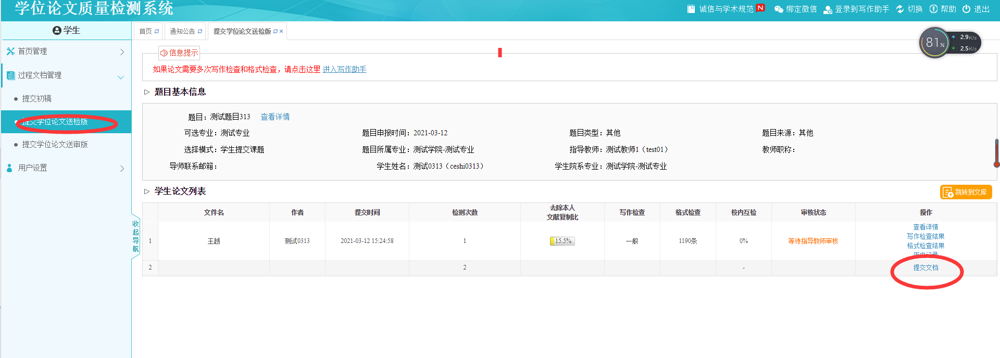 学位论文质量检测系统
诚信与学术规范 N 绑定微信 登录到写作助手 切换 帮助 退出
学生
首页 通知公告 提交学位论文送检版
81%
2.9K/s
2.5K/s
首页管理
过程文档管理
提交初稿
提交学位论文送检版
提交学位论文送审版
用户设置
信息提示
如果论文需要多次写作检查和格式检查，请点击这里 进入写作助手
题目基本信息
题目：测试题目313 查看详情
可选专业：测试专业 题目申报时间：2021-03-12 题目类型：其他 题目来源：其他
选择模式：学生提交课题 题目所属专业：测试学院-测试专业 指导教师：测试教师1（test01） 教师职称：
导师联系邮箱： 学生姓名：测试0313（ceshi0313） 学生院系专业：测试学院-测试专业
学生论文列表
跳转到文库
收起导航
文件名 作者 提交时间 检测次数 去除本人文献复制比 写作检查 格式检查 校内互检 审核状态 操作
1 王越 测试0313 2021-03-12 15:24:58 1 15.5% 一般 1190条 0% 等待指导教师审核
查看详情
写作检查结果
格式检查结果
历史记录
2 2 - 提交文档